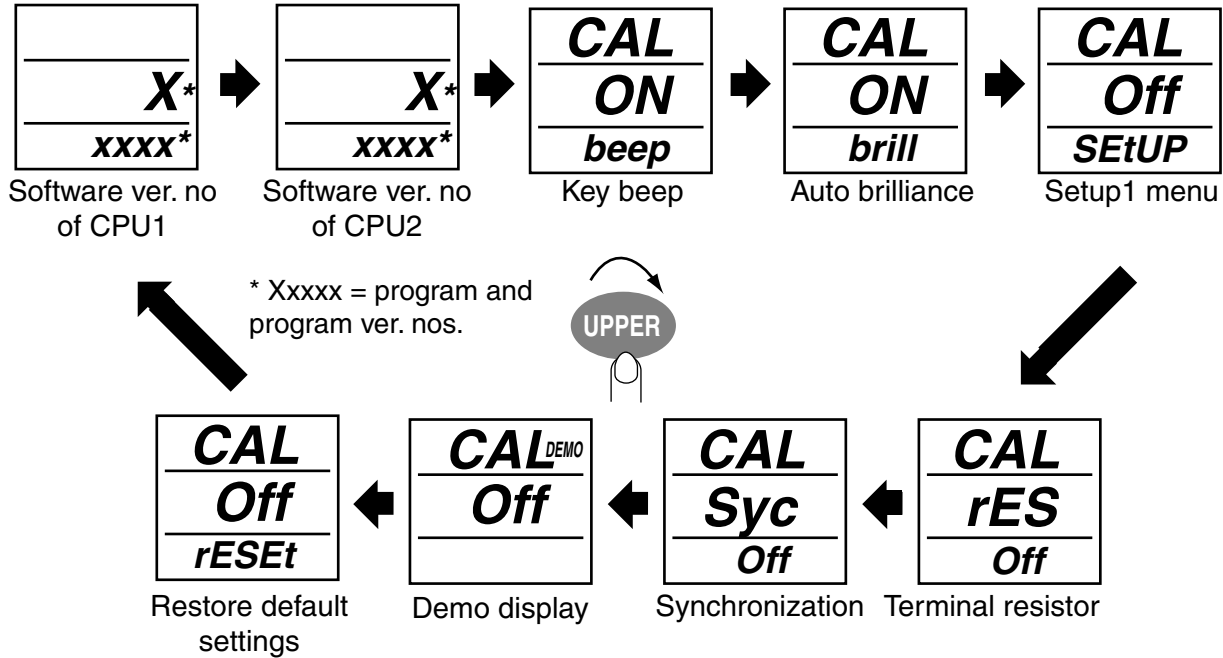 X*
xxxx*
Software ver. no
of CPU1
X*
xxxx*
Software ver. no
of CPU2
CAL
ON
beep
Key beep
CAL
ON
brill
Auto brilliance
CAL
Off
SEtUP
Setup1 menu
* Xxxxx = program and
program ver. nos.
UPPER
CAL
Off
rESEt
Restore default
settings
CAL DEMO
Off
Demo display
CAL
Syc
Off
Synchronization
CAL
rES
Off
Terminal resistor